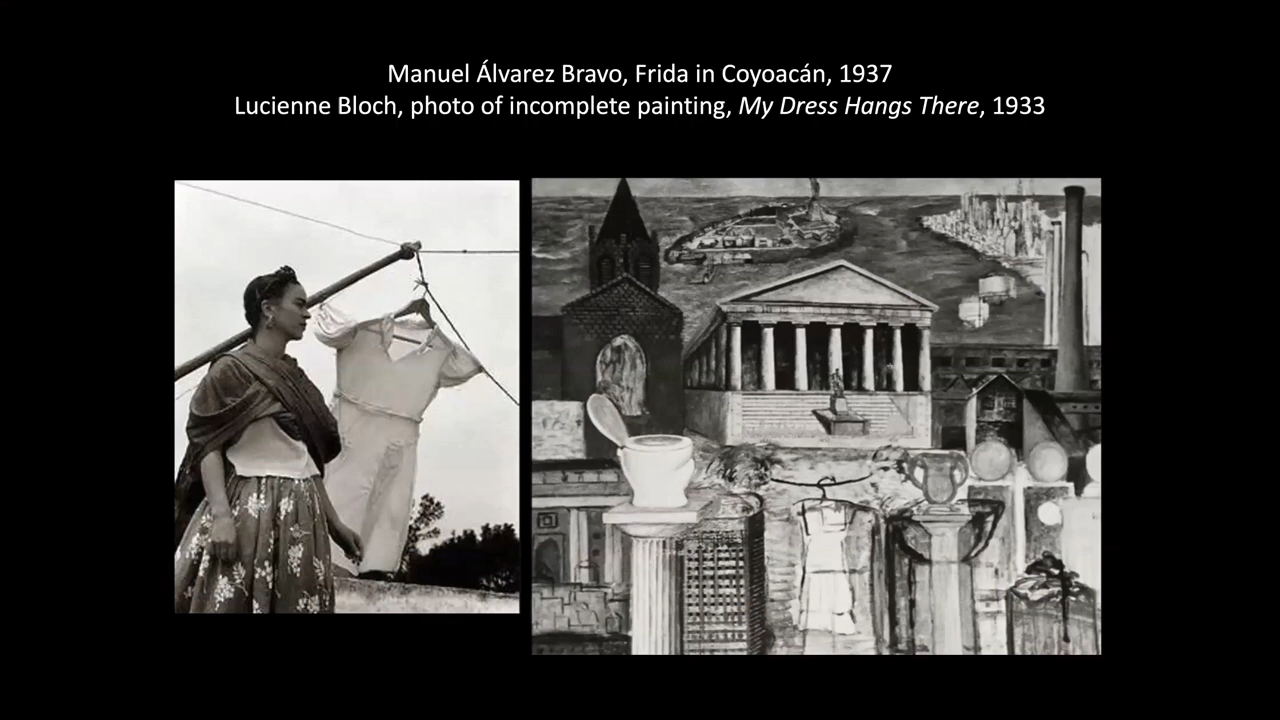 Manuel Álvarez Bravo, Frida in Coyoacán, 1937
Lucienne Bloch, photo of incomplete painting, My Dress Hangs There, 1933